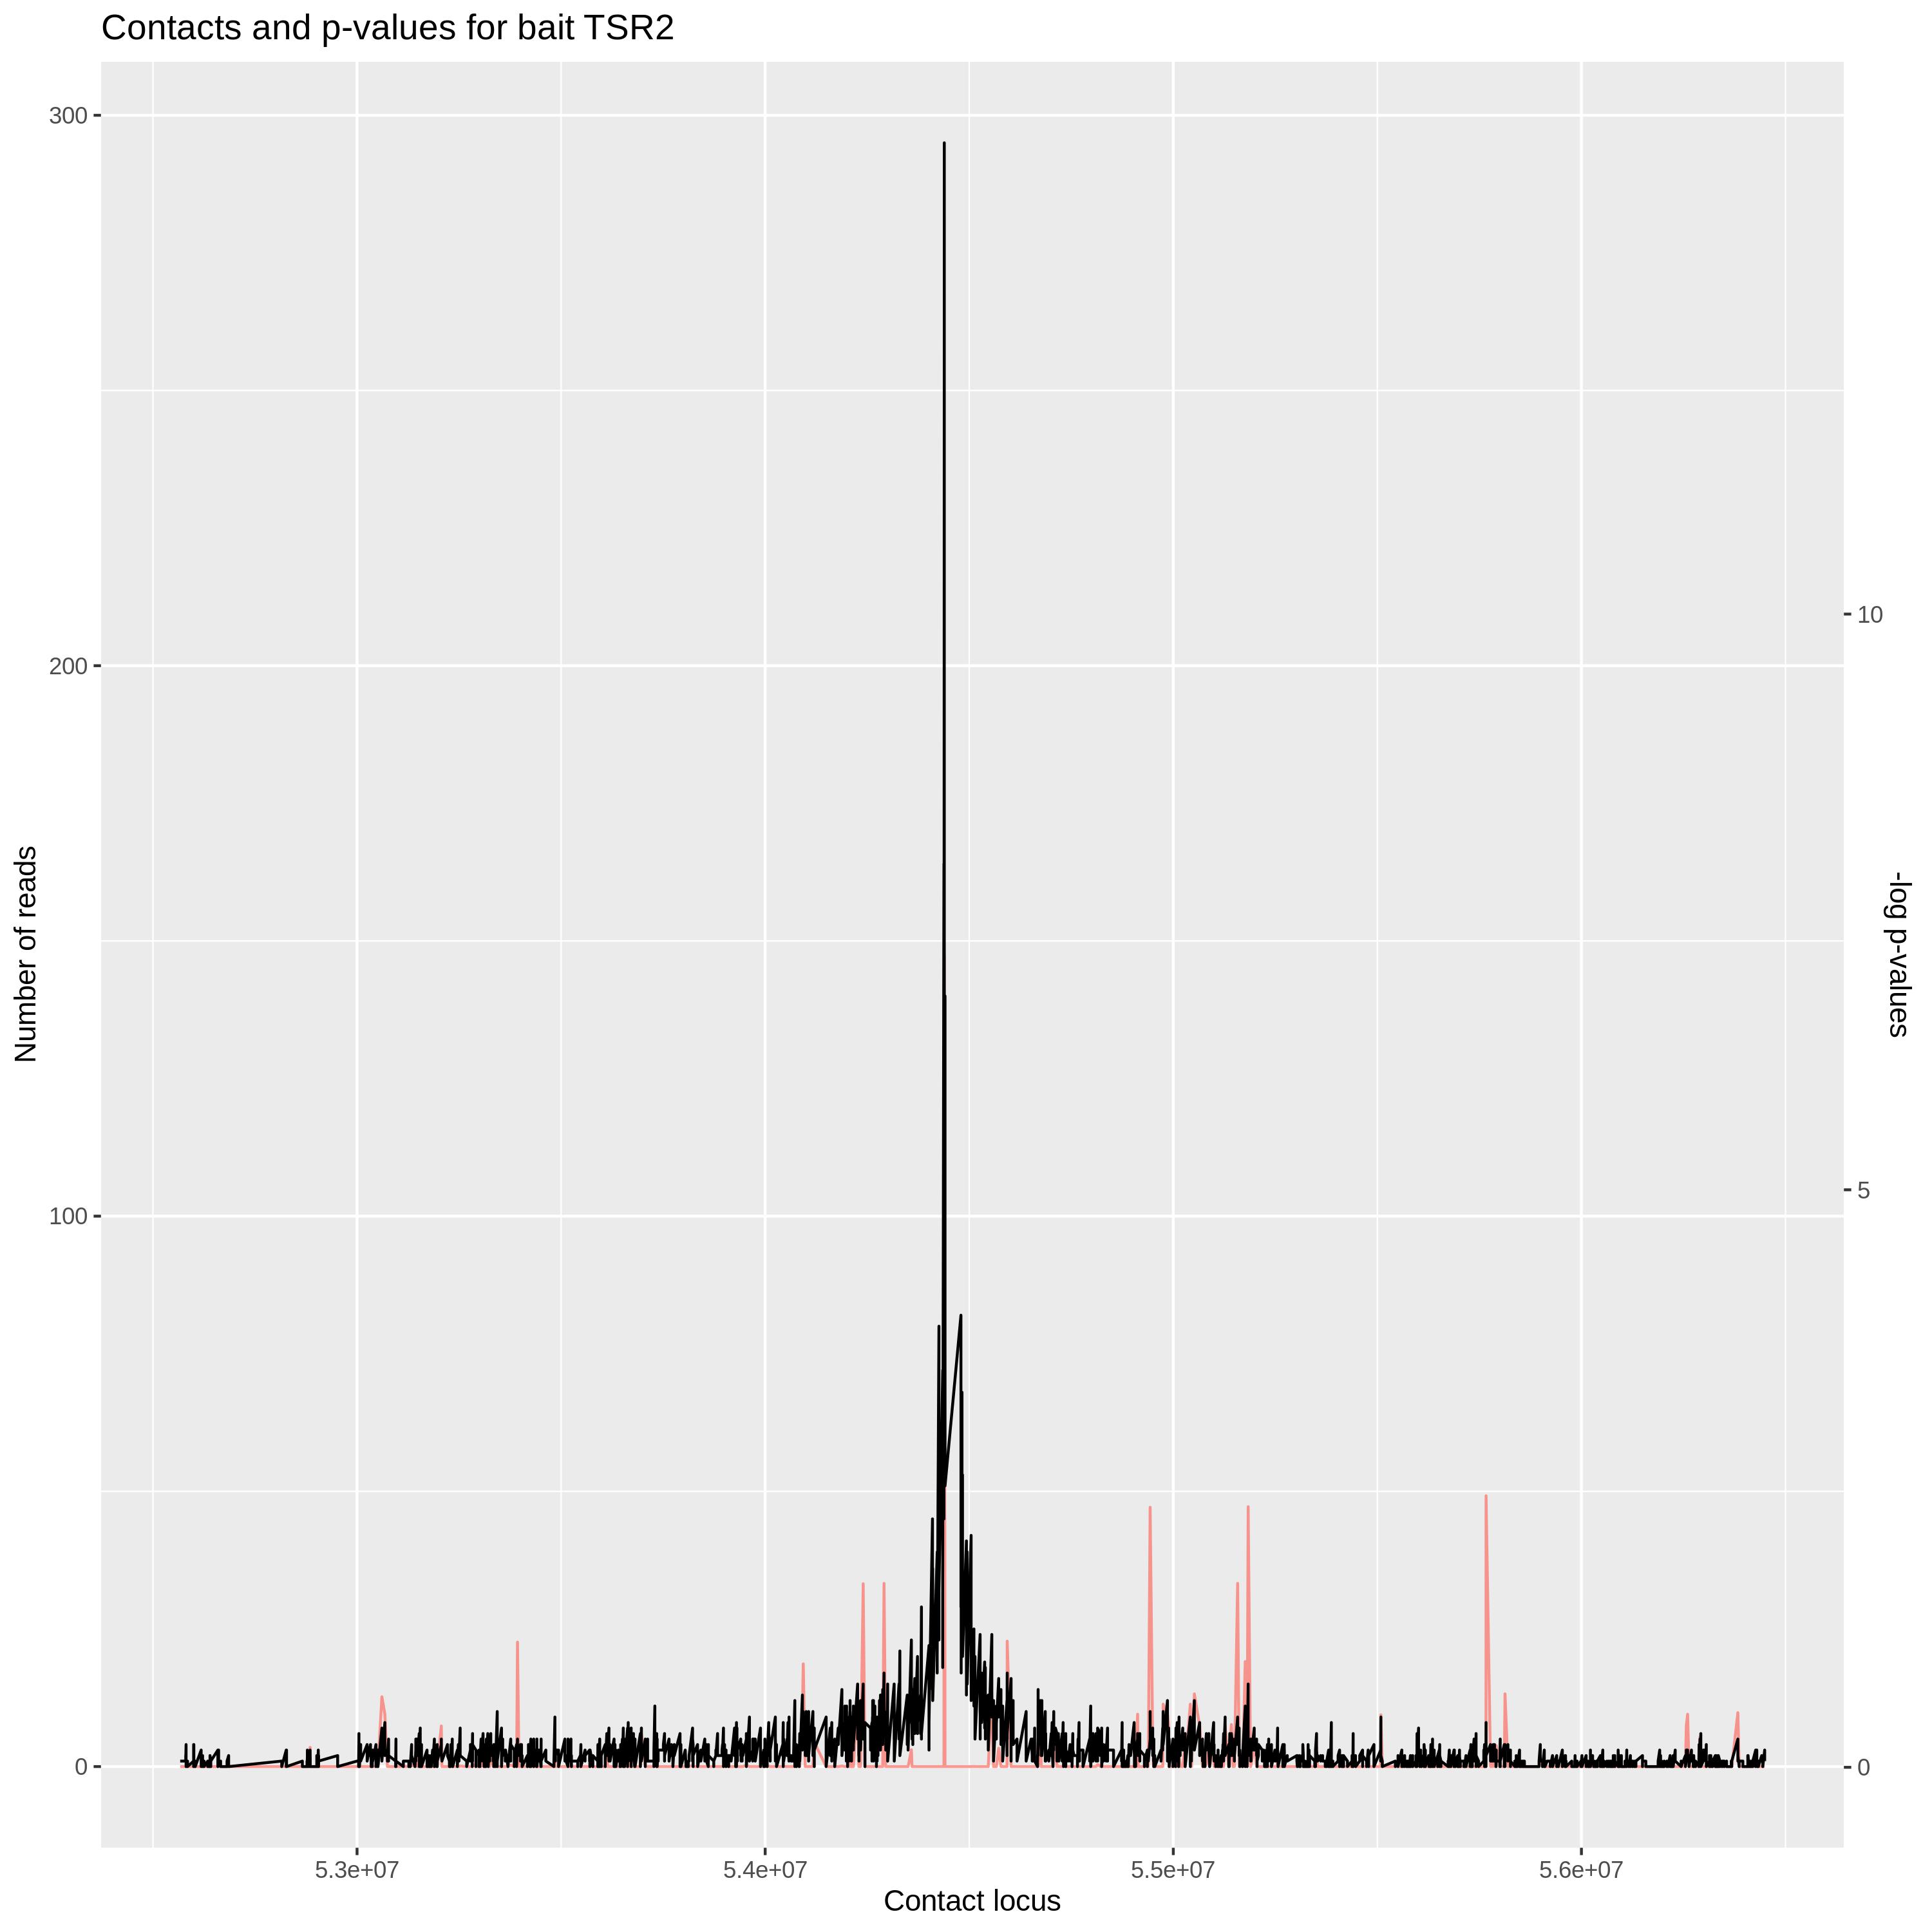 Contacts and p-values for bait TSR2
300
200
100
0
Number of reads
10
5
0
-log p-values
5.3e+07
5.4e+07
5.5e+07
5.6e+07
Contact locus